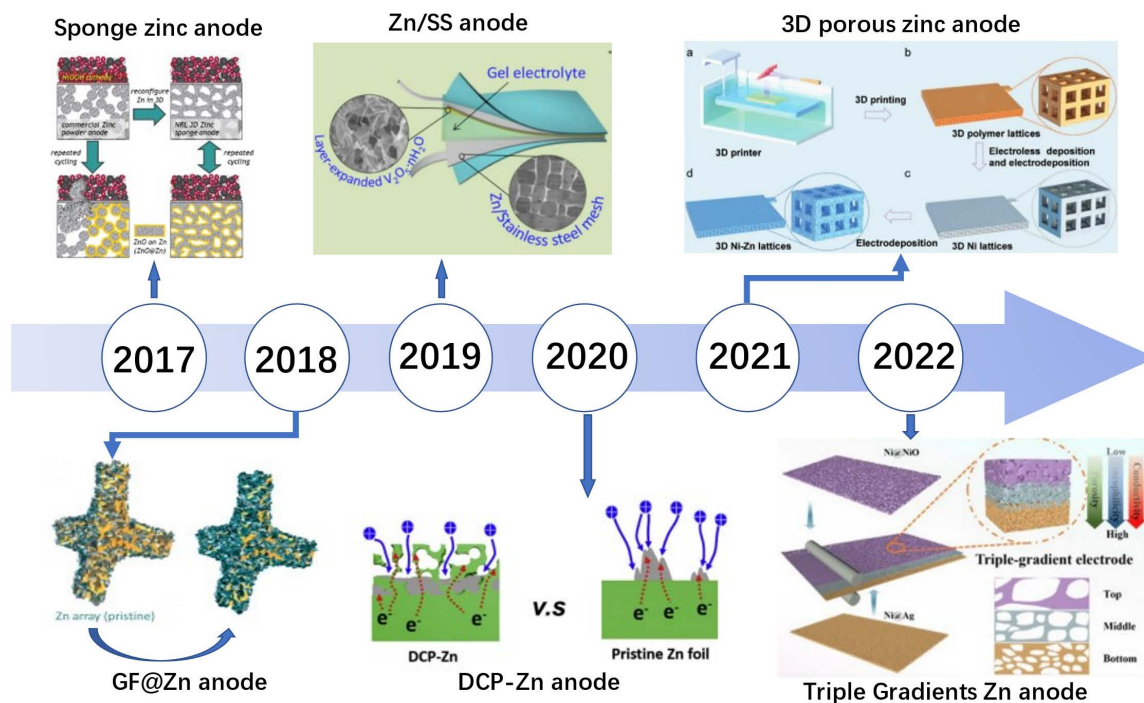 Sponge zinc anode
NiOOH cathode
commercial Zinc
powder anode
reconfigure
Zn in 3D
NRL 3D Zinc
sponge anode
repeated
cycling
repeated
cycling
ZnO on Zn
(ZnO@Zn)
Zn/SS anode
Gel electrolyte
Layer-expanded V₂O₅·nH₂O
Zn/Stainless steel mesh
3D porous zinc anode
a
3D printer
3D printing
b
3D polymer lattices
Electroless deposition
and electrodeposition
d
3D Ni-Zn lattices
Electrodeposition
c
3D Ni lattices
2017
2018
2019
2020
2021
2022
Zn array (pristine)
GF@Zn anode
e⁻
e⁻
e⁻
DCP-Zn
v.s
e⁻
e⁻
Pristine Zn foil
DCP-Zn anode
Ni@NiO
Low
Conductivity
High
Triple-gradient electrode
Ni@Ag
Top
Middle
Bottom
Triple Gradients Zn anode